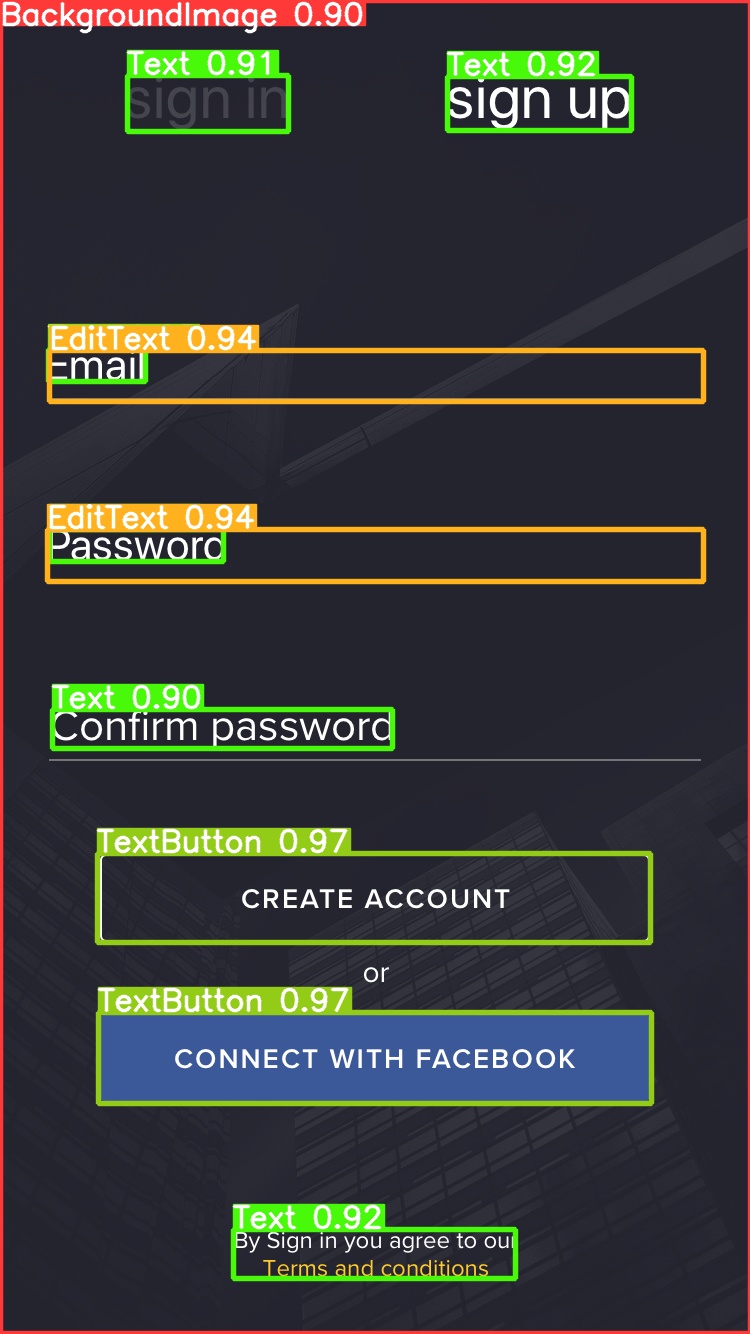 BackgroundImage 0.90
Text 0.91
Text 0.92
sign in
sign up
EditText 0.94
Email
EditText 0.94
Password
Text 0.90
Confirm password
TextButton 0.97
CREATE ACCOUNT
or
TextButton 0.97
CONNECT WITH FACEBOOK
Text 0.92
By Sign in you agree to our
Terms and conditions